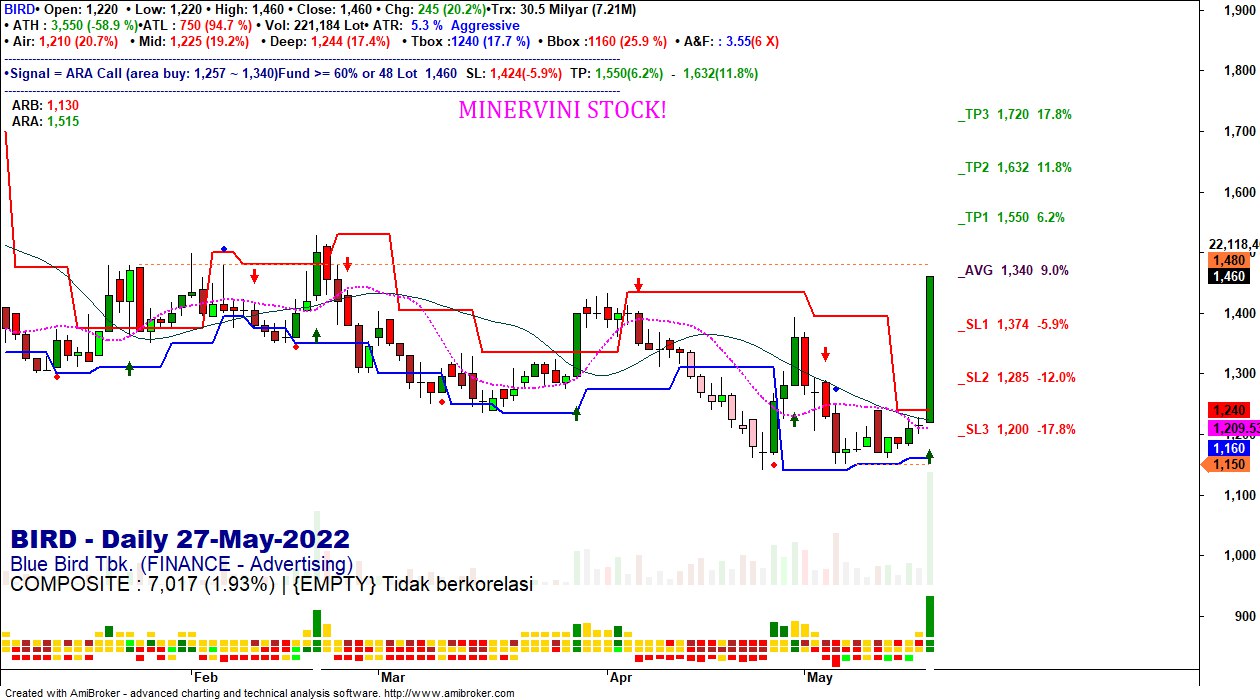 BIRD• Open: 1,220 • Low: 1,220 • High: 1,460 • Close: 1,460 • Chg: 245 (20.2%)•Trx: 30.5 Milyar (7.21M)
• ATH : 3,550 (-58.9 %)•ATL : 750 (94.7 %) • Vol: 221,184 Lot• ATR: 5.3 % Aggressive
• Air: 1,210 (20.7%) • Mid: 1,225 (19.2%) • Deep: 1,244 (17.4%) • Tbox :1240 (17.7 %) • Bbox :1160 (25.9 %) • A&F: : 3.55(6 X)
•Signal = ARA Call (area buy: 1,257 ~ 1,340)Fund >= 60% or 48 Lot 1,460 SL: 1,424(-5.9%) TP: 1,550(6.2%) - 1,632(11.8%)
ARB: 1,130
ARA: 1,515
MINERVINI STOCK!
_TP3 1,720 17.8%
_TP2 1,632 11.8%
_TP1 1,550 6.2%
_AVG 1,340 9.0%
_SL1 1,374 -5.9%
_SL2 1,285 -12.0%
_SL3 1,200 -17.8%
1,900
1,800
1,700
1,600
22,118,4
1,480
1,460
1,400
1,300
1,240
1,209.53
1,160
1,150
1,100
1,000
900
BIRD - Daily 27-May-2022
Blue Bird Tbk. (FINANCE - Advertising)
COMPOSITE : 7,017 (1.93%) | {EMPTY} Tidak berkorelasi
Feb Mar Apr May
Created with AmiBroker - advanced charting and technical analysis software. http://www.amibroker.com